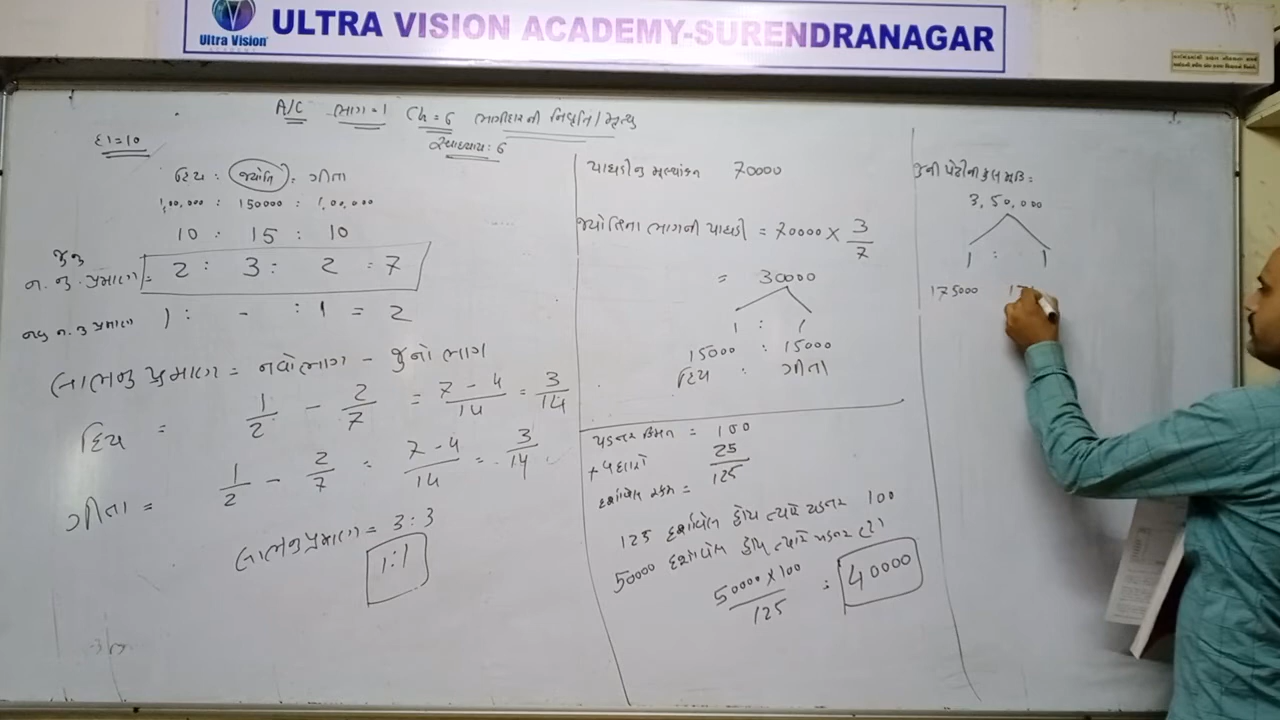 Ultra Vision
ACADEMY
ULTRA VISION ACADEMY-SURENDRANAGAR
A/C ભાગ=1 Ch=6 ભાગીદારની નિવૃત્તિ/મૃત્યુ
સ્વાધ્યાય: 6
દા=10
દિય : જ્યોતિ : ગીતા
1,00,000 : 150000 : 1,00,000
10 : 15 : 10
જુનુ
ન.નુ.પ્રમાણ = 2 : 3 : 2 = 7
નવુ ન.નુ પ્રમાણ 1 : - : 1 = 2
લાભનુ પ્રમાણ = નવોભાગ - જુનો ભાગ
દિય = 1/2 - 2/7 = 7-4/14 = 3/14
ગીતા = 1/2 - 2/7 = 7-4/14 = 3/14
લાભનુ પ્રમાણ = 3:3
1:1
પાઘડીનુ મૂલ્યાંકન 70000
જ્યોતિના ભાગની પાઘડી = 70000 × 3/7
= 30000
1 : 1
15000 : 15000
દિય : ગીતા
પડતર કિંમત = 100
+ વધારો 25
દર્શાવેલ રકમ = 125
125 દર્શાવેલ હોય ત્યારે પડતર 100
50000 દર્શાવેલ હોય ત્યારે પડતર (?)
50000×100/125 = 40000
જુની પેઢીની કુલ મૂડિ :
3,50,000
1 : 1
175000 17